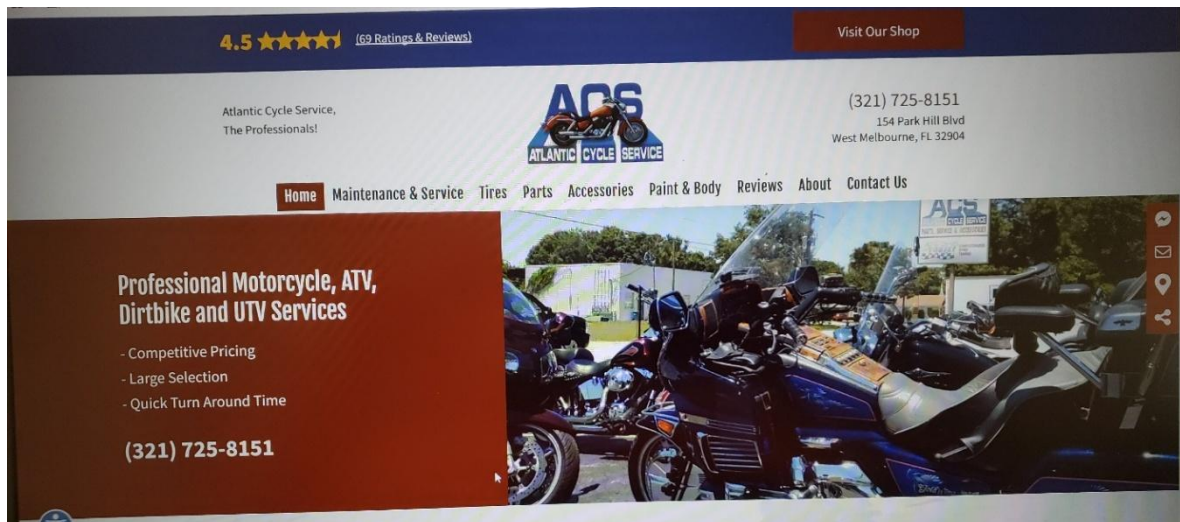 4.5 (69 Ratings & Reviews)
Visit Our Shop
Atlantic Cycle Service,
The Professionals!
ACS
ATLANTIC CYCLE SERVICE
(321) 725-8151
154 Park Hill Blvd
West Melbourne, FL 32904
Home Maintenance & Service Tires Parts Accessories Paint & Body Reviews About Contact Us
Professional Motorcycle, ATV,
Dirtbike and UTV Services
- Competitive Pricing
- Large Selection
- Quick Turn Around Time
(321) 725-8151
ACS
CYCLE SERVICE